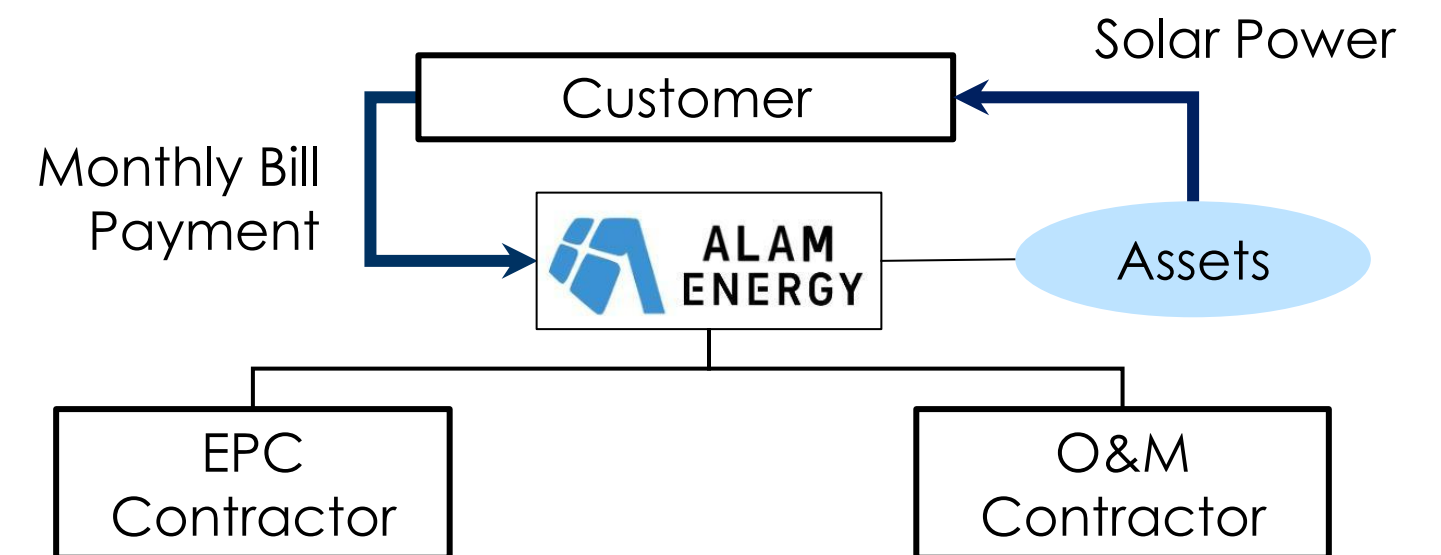 Solar Power
Customer
Monthly Bill
Payment
ALAM
ENERGY
Assets
EPC
Contractor
O&M
Contractor